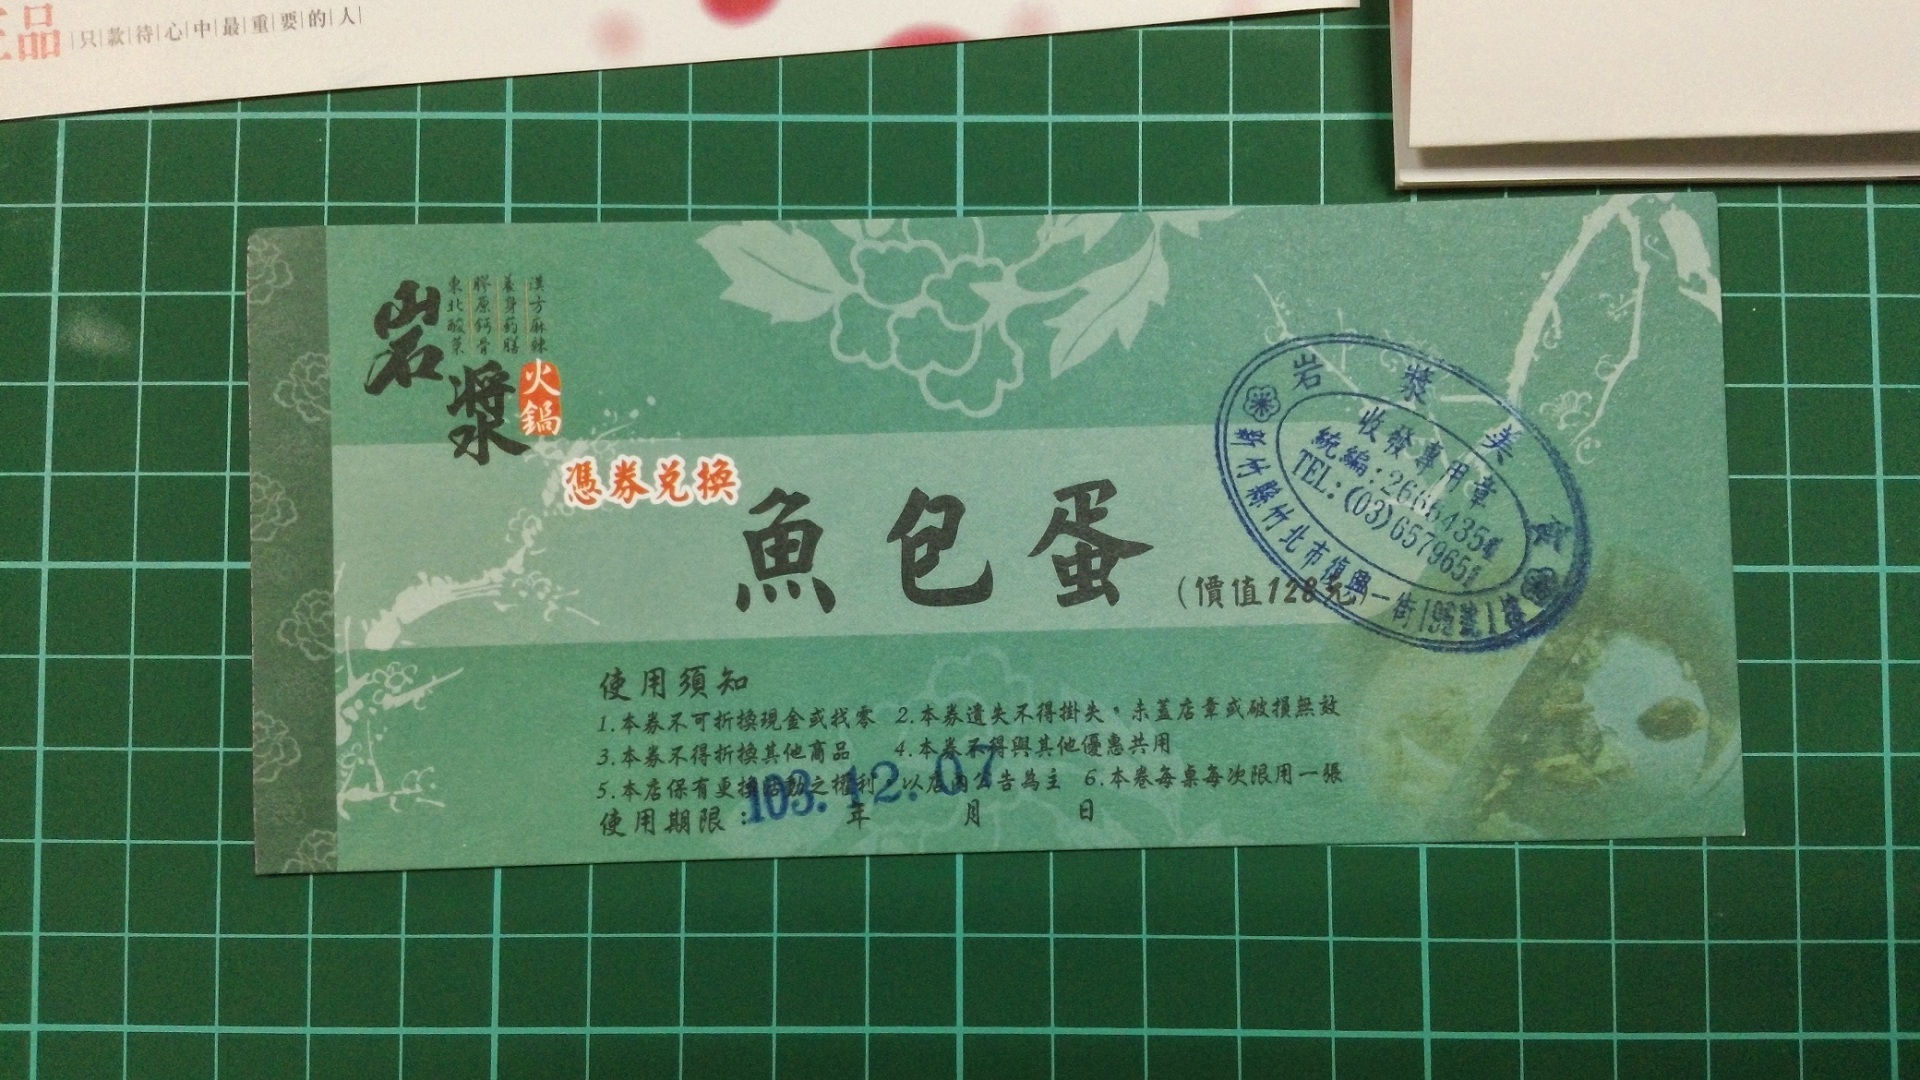 品 只款待心中最重要的人
岩漿
火鍋
漢方麻辣
養身药膳
膠原鈣骨
東北酸菜
憑券兌換
魚包蛋
(價值128元)
岩漿美
收發專用章
統編:26664354
TEL:(03)6579651
新竹縣竹北市復興一街196號1樓
使用須知
1.本券不可折換現金或找零 2.本券遺失不得掛失，未蓋店章或破損無效
3.本券不得折換其他商品 4.本券不得與其他優惠共用
5.本店保有更換活動之權利，以店內公告為主 6.本卷每桌每次限用一張
使用期限: 年 月 日
103.12.07